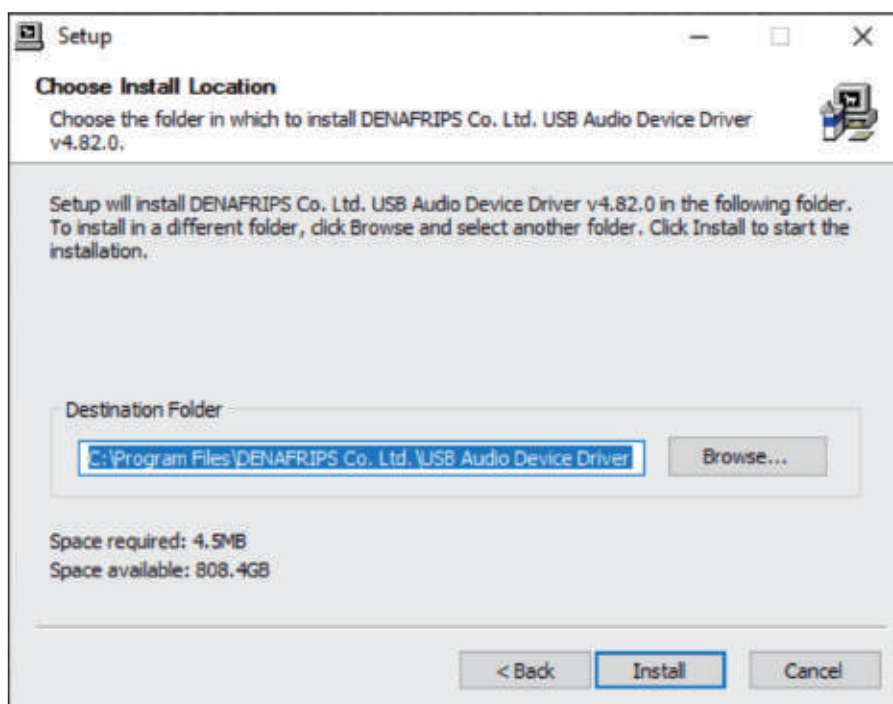 Setup
Choose Install Location
Choose the folder in which to install DENAFRIPS Co. Ltd. USB Audio Device Driver
v4.82.0.
Setup will install DENAFRIPS Co. Ltd. USB Audio Device Driver v4.82.0 in the following folder.
To install in a different folder, click Browse and select another folder. Click Install to start the
installation.
Destination Folder
C:\Program Files\DENAFRIPS Co. Ltd.\USB Audio Device Driver
Browse...
Space required: 4.5MB
Space available: 808.4GB
< Back
Install
Cancel